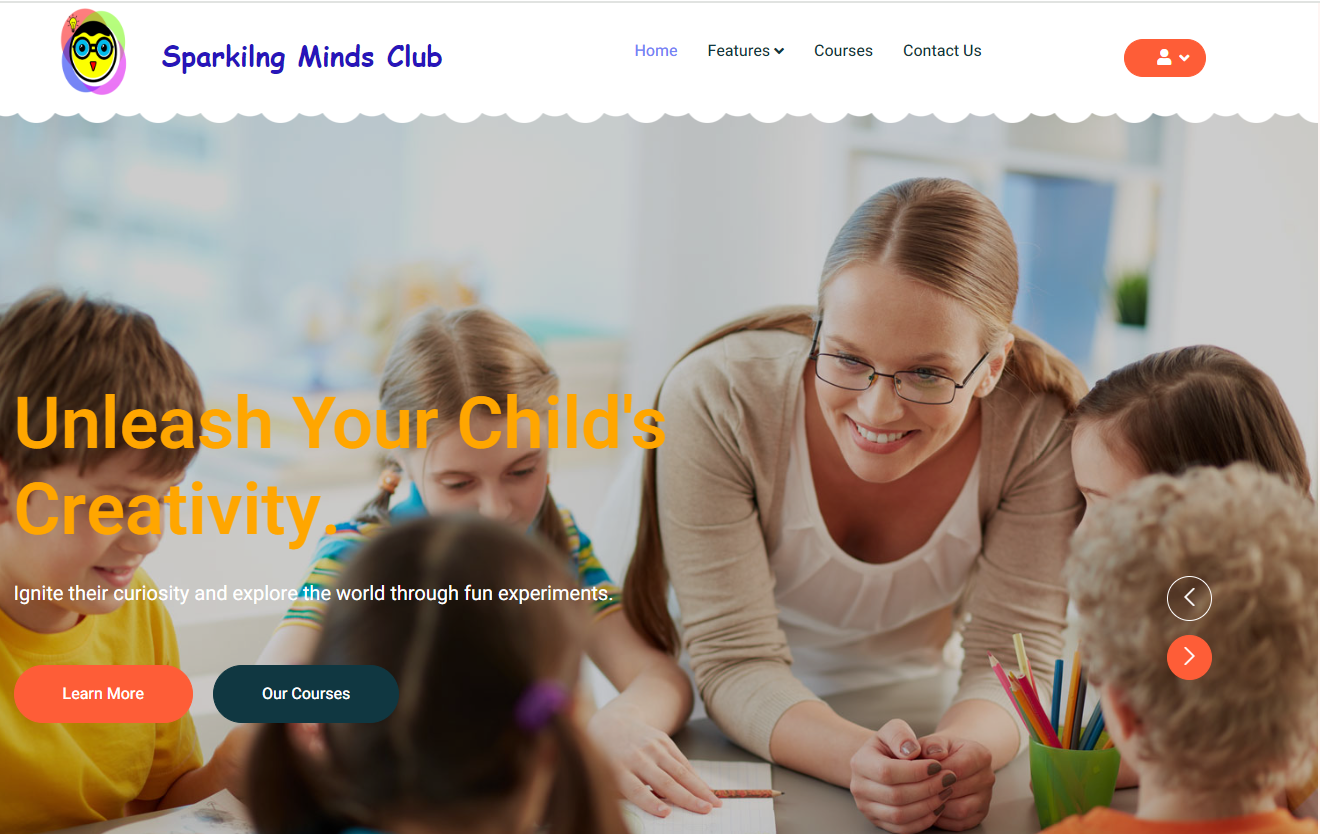 Sparkilng Minds Club
Home Features Courses Contact Us
Unleash Your Child's
Creativity.
Ignite their curiosity and explore the world through fun experiments.
Learn More Our Courses